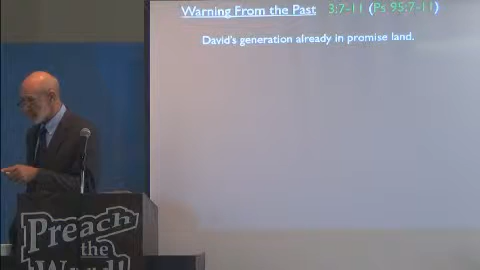 Warning From the Past 3:7-11 (Ps 95:7-11)
David's generation already in promise land.
Preach
the
Word!